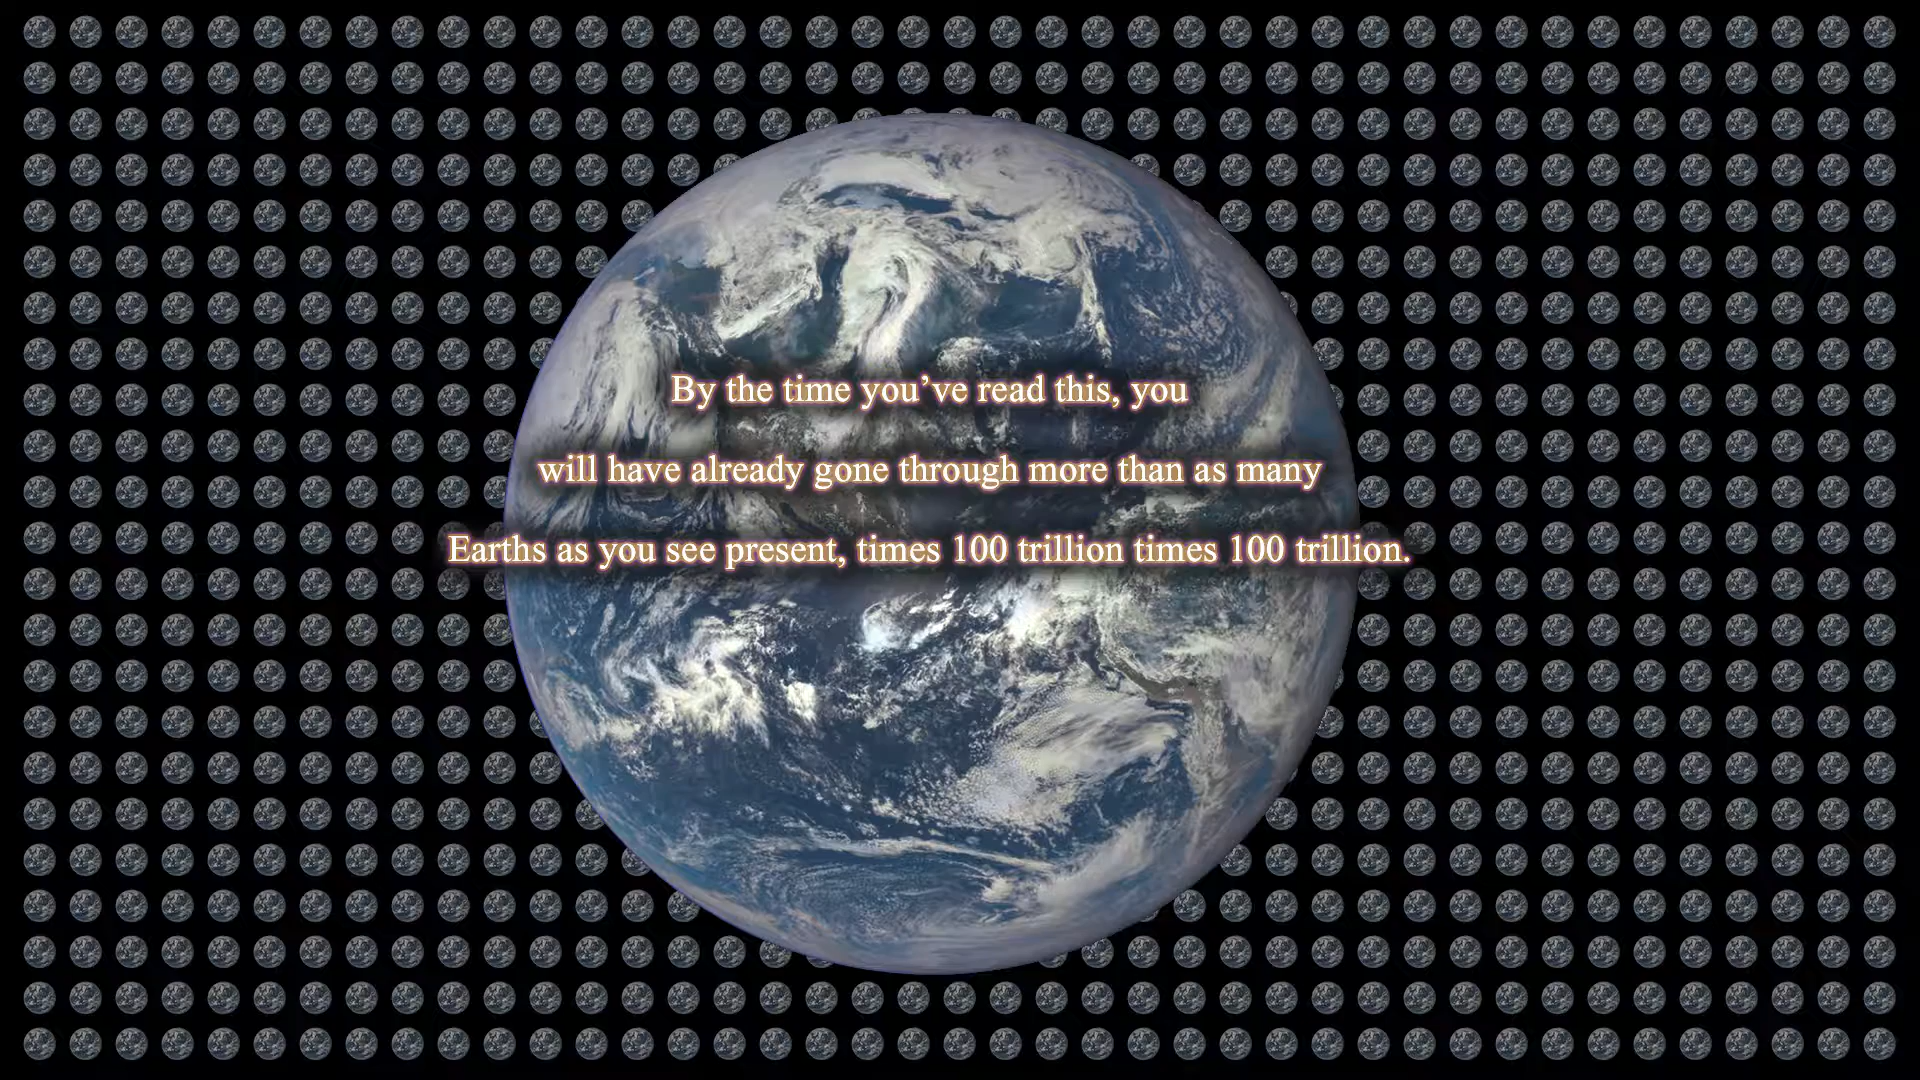 By the time you’ve read this, you
will have already gone through more than as many
Earths as you see present, times 100 trillion times 100 trillion.